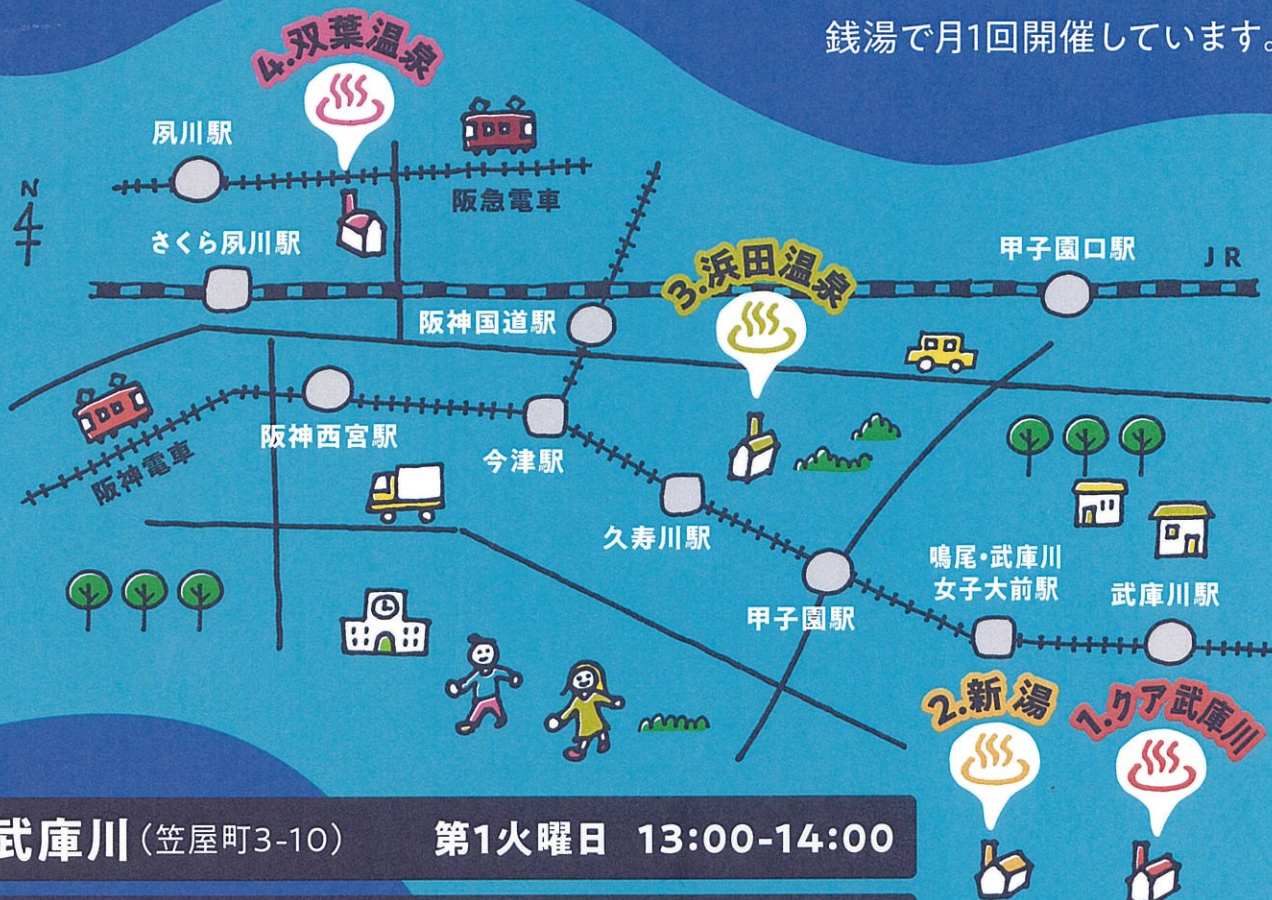 銭湯で月1回開催しています。
4.双葉温泉
夙川駅
阪急電車
N
さくら夙川駅
3.浜田温泉
甲子園口駅
JR
阪神国道駅
阪神西宮駅
今津駅
阪神電車
久寿川駅
鳴尾・武庫川
女子大前駅
武庫川駅
甲子園駅
2.新湯
1.クア武庫川
武庫川(笠屋町3-10) 第1火曜日 13:00-14:00